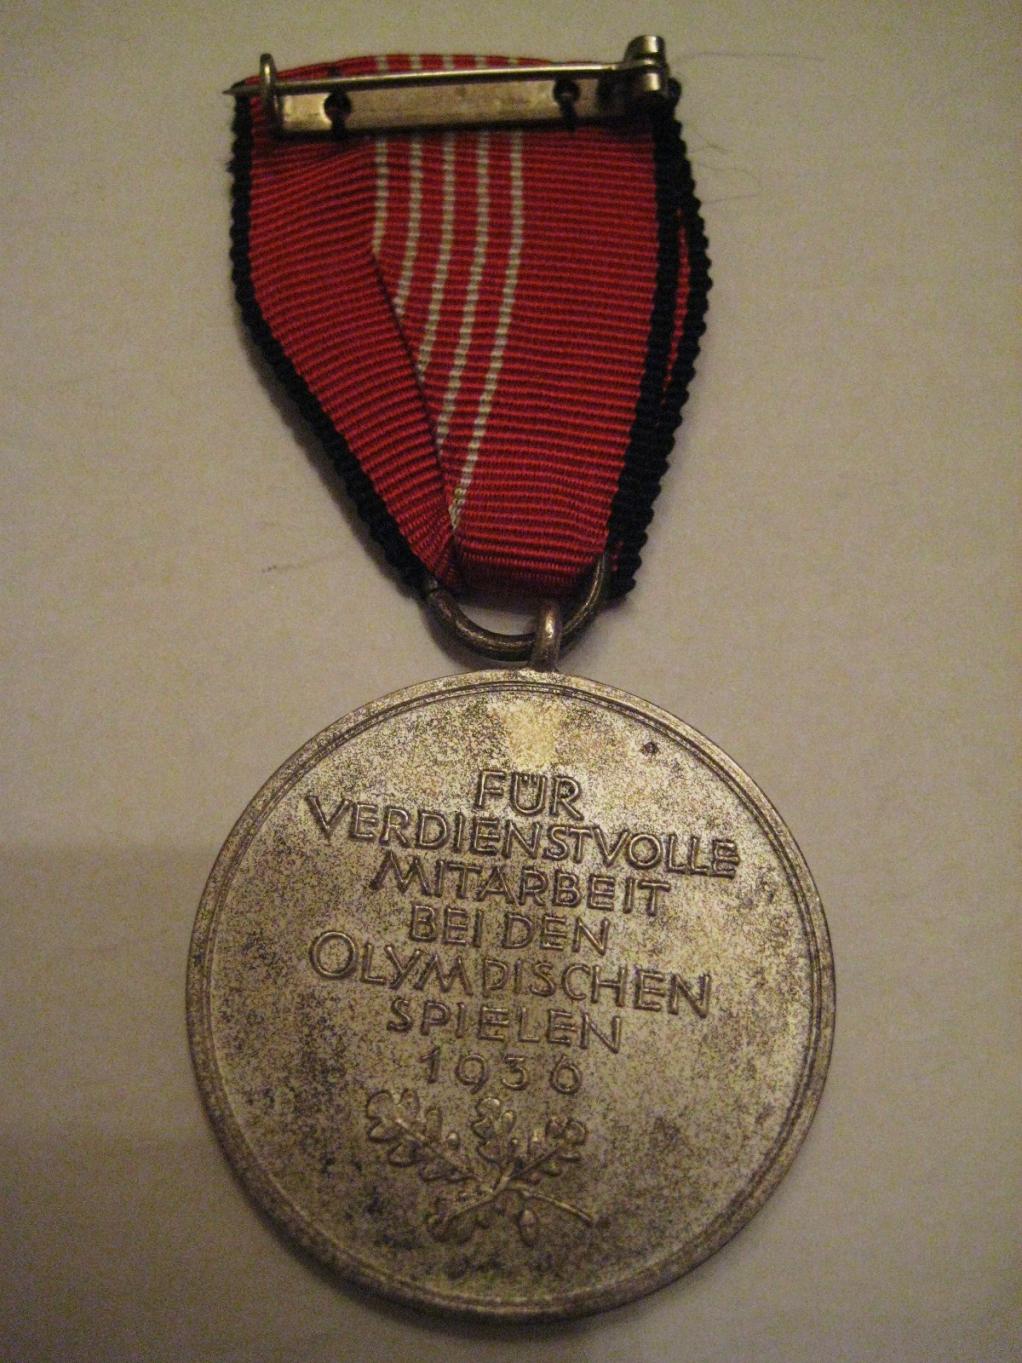 FÜR
VERDIENSTVOLLE
MITARBEIT
BEI DEN
OLYMPISCHEN
SPIELEN
1936